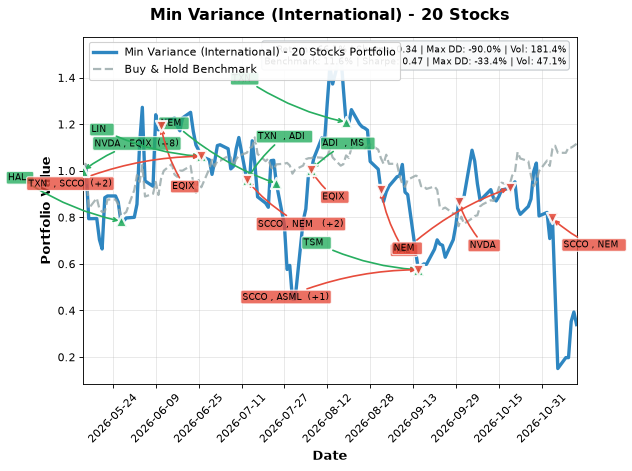 Min Variance (International) - 20 Stocks
Min Variance (International) - 20 Stocks Portfolio
Buy & Hold Benchmark
0.34 | Max DD: -90.0% | Vol: 181.4%
Benchmark: 11.6% | Sharpe: 0.47 | Max DD: -33.4% | Vol: 47.1%
1.4
1.2
1.0
0.8
0.6
0.4
0.2
Portfolio Value
LIN
EM
NVDA , EQIX (+8)
HAL
TXN , SCCO (+2)
EQIX
TXN , ADI
ADI , MS
EQIX
SCCO , NEM (+2)
TSM
NEM
NVDA
SCCO , NEM
SCCO , ASML (+1)
2026-05-24
2026-06-09
2026-06-25
2026-07-11
2026-07-27
2026-08-12
2026-08-28
2026-09-13
2026-09-29
2026-10-15
2026-10-31
Date